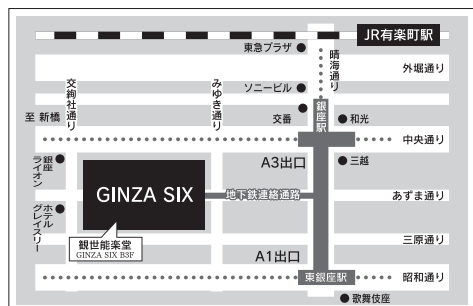 JR有楽町駅
東急プラザ
晴海通り
外堀通り
交絢社通り
みゆき通り
ソニービル
至 新橋
交番
銀座駅
和光
中央通り
銀座ライオン
A3出口
三越
GINZA SIX
地下鉄連絡通路
あずま通り
ホテルグレイスリー
観世能楽堂
GINZA SIX B3F
A1出口
三原通り
東銀座駅
昭和通り
歌舞伎座